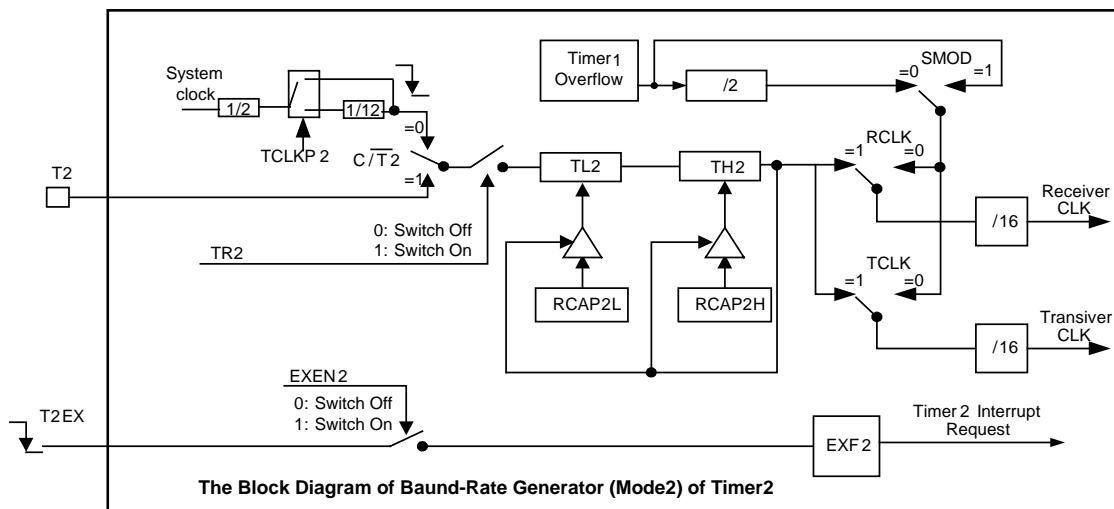 Timer1
Overflow
/2
SMOD
=0
=1
System
clock
1/2
1/12
TCLKP2
=0
C/T2
=1
T2
TL2
TH2
RCLK
=1
=0
Receiver
CLK
/16
0: Switch Off
1: Switch On
TR2
RCAP2L
RCAP2H
TCLK
=1
=0
Transiver
CLK
/16
EXEN2
0: Switch Off
1: Switch On
T2EX
EXF2
Timer2 Interrupt
Request
The Block Diagram of Baund-Rate Generator (Mode2) of Timer2